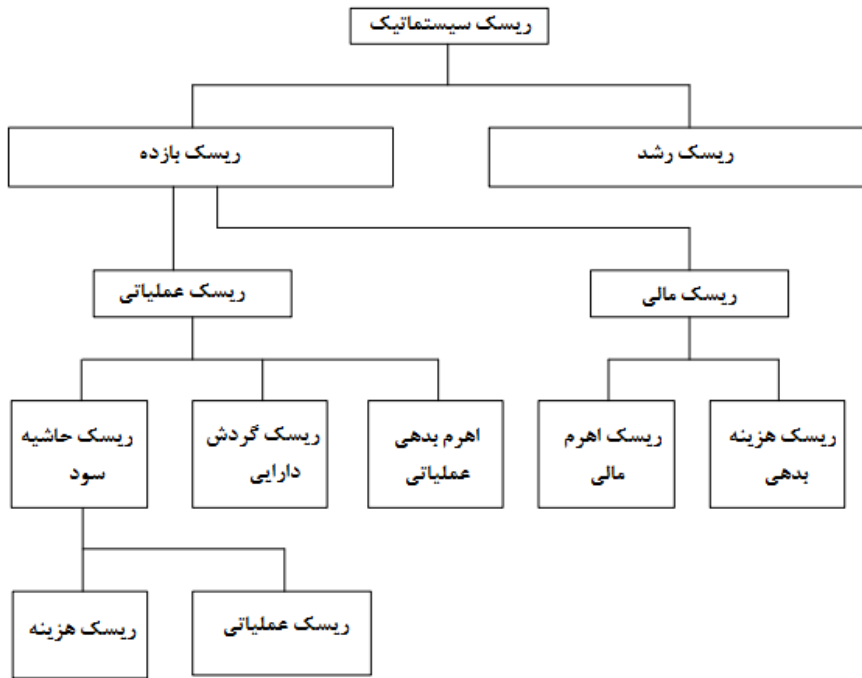 ریسک سیستماتیک
ریسک رشد
ریسک بازده
ریسک مالی
ریسک عملیاتی
ریسک هزینه
بدهی
ریسک اهرم
مالی
اهرم بدهی
عملیاتی
ریسک گردش
دارایی
ریسک حاشیه
سود
ریسک عملیاتی
ریسک هزینه